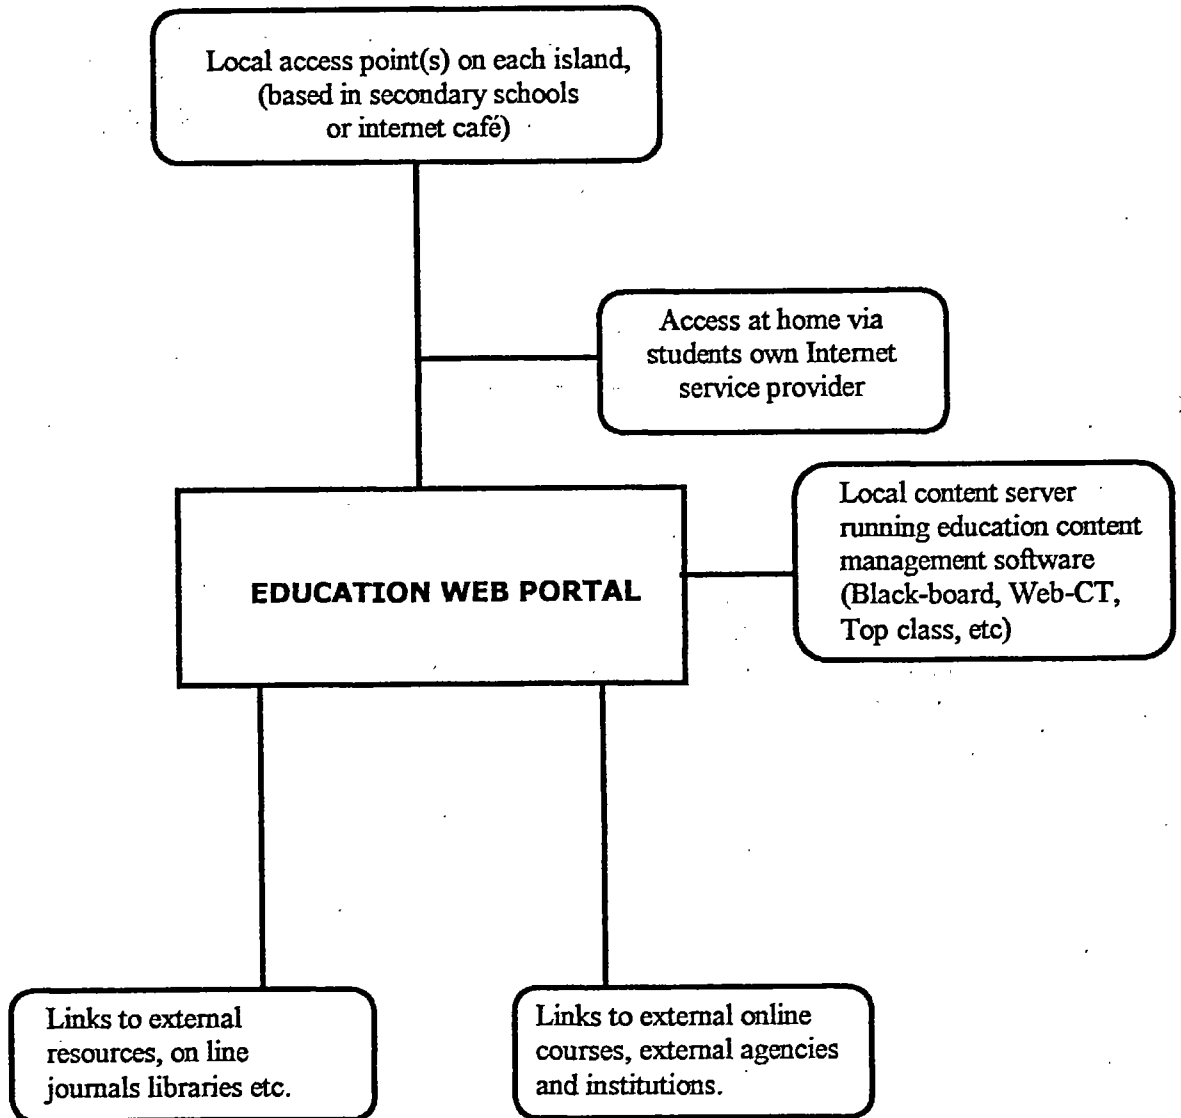 Local access point(s) on each island,
(based in secondary schools
or internet café)
Access at home via
students own Internet
service provider
Local content server
running education content
management software
(Black-board, Web-CT,
Top class, etc)
EDUCATION WEB PORTAL
Links to external
resources, on line
journals libraries etc.
Links to external online
courses, external agencies
and institutions.